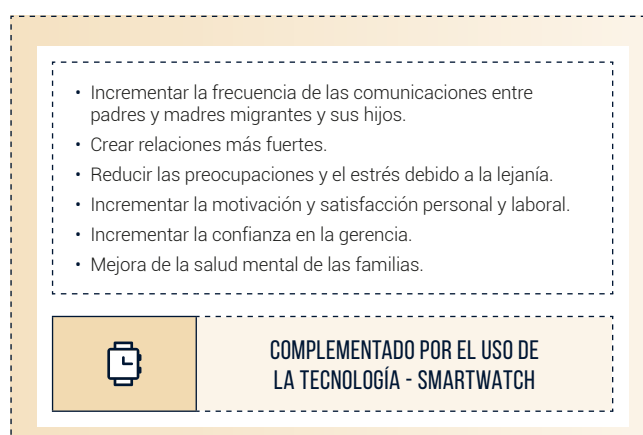 • Incrementar la frecuencia de las comunicaciones entre
padres y madres migrantes y sus hijos.
• Crear relaciones más fuertes.
• Reducir las preocupaciones y el estrés debido a la lejanía.
• Incrementar la motivación y satisfacción personal y laboral.
• Incrementar la confianza en la gerencia.
• Mejora de la salud mental de las familias.
COMPLEMENTADO POR EL USO DE
LA TECNOLOGÍA - SMARTWATCH